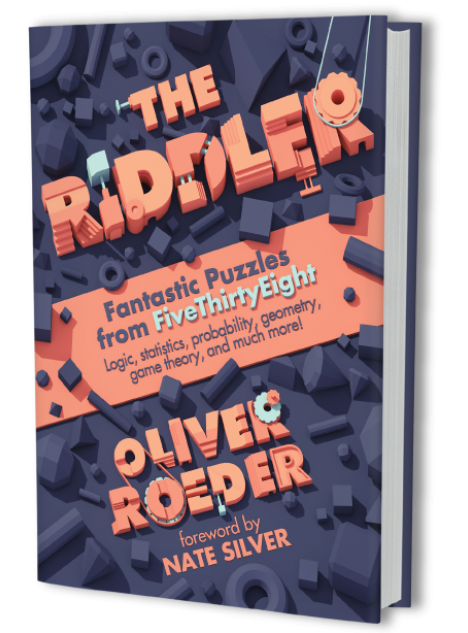 THE
RIDDLER
Fantastic Puzzles
from FiveThirtyEight
Logic, statistics, probability, geometry,
game theory, and much more!
OLIVER
ROEDER
foreword by
NATE SILVER